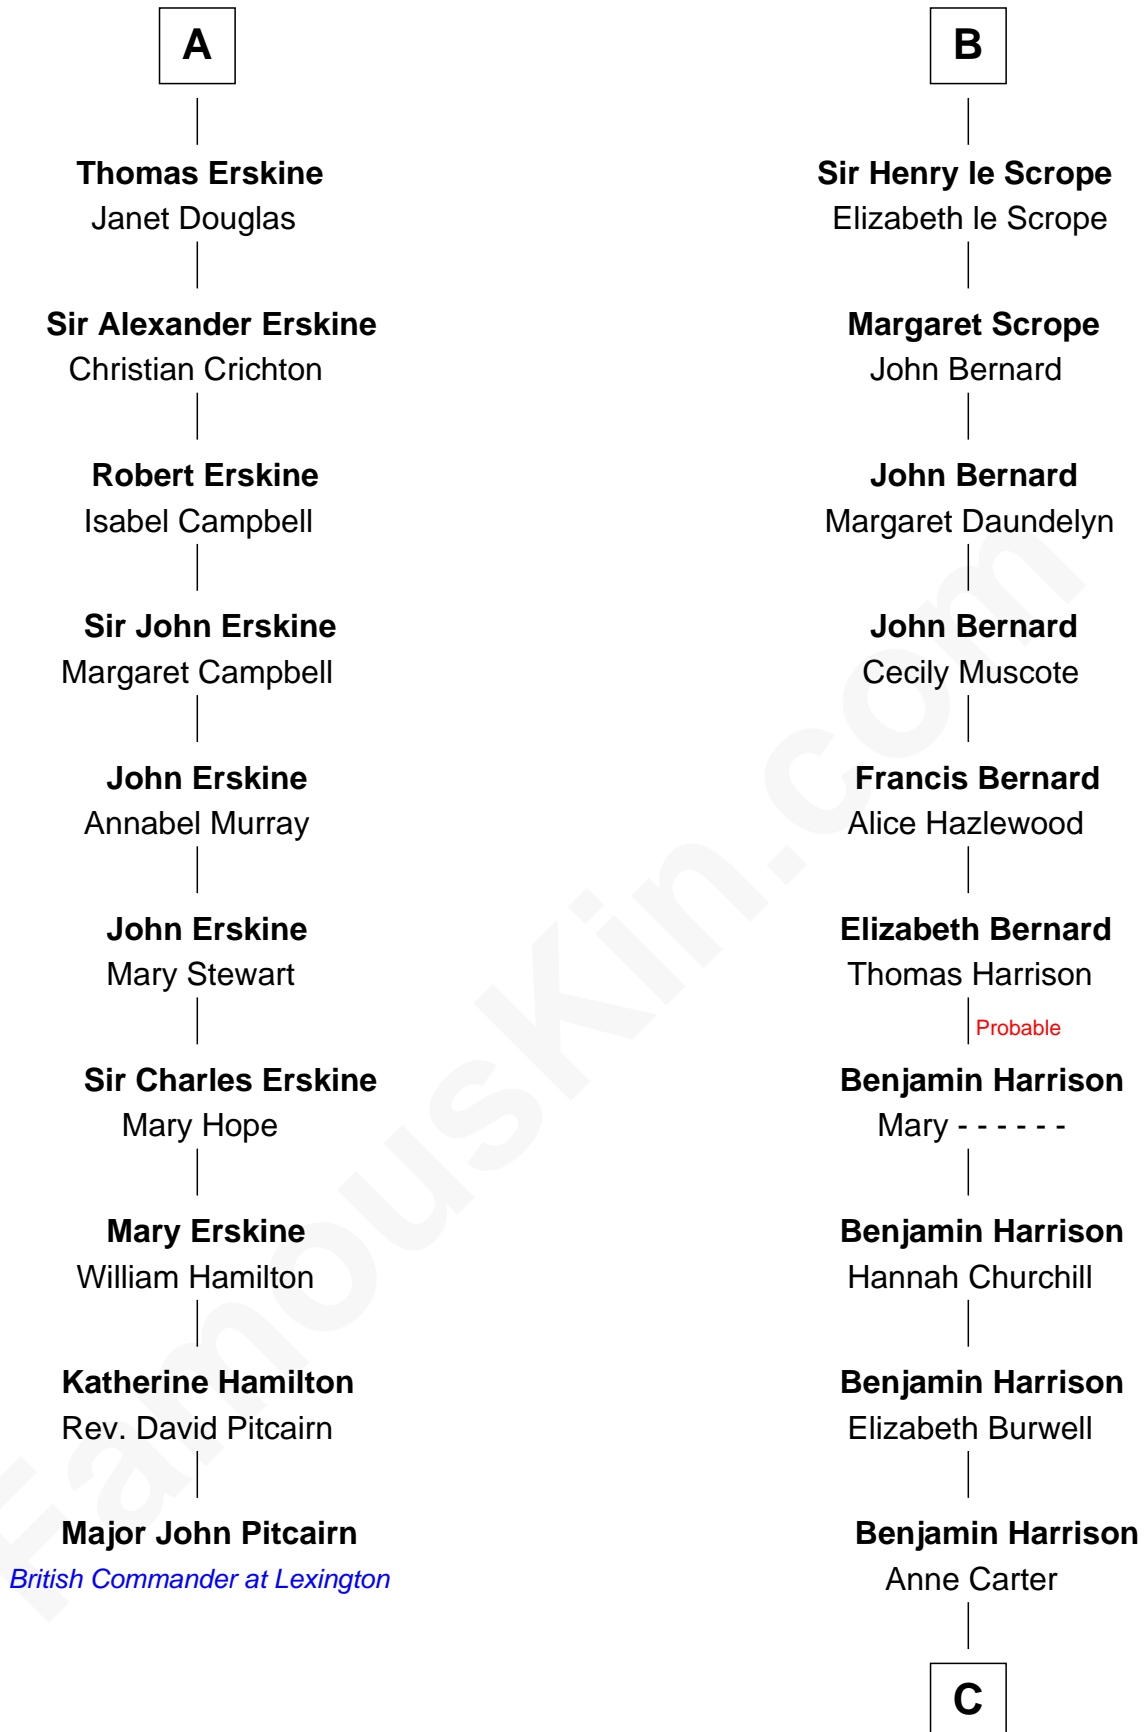 A
Thomas Erskine
Janet Douglas
Sir Alexander Erskine
Christian Crichton
Robert Erskine
Isabel Campbell
Sir John Erskine
Margaret Campbell
John Erskine
Annabel Murray
John Erskine
Mary Stewart
Sir Charles Erskine
Mary Hope
Mary Erskine
William Hamilton
Katherine Hamilton
Rev. David Pitcairn
Major John Pitcairn
British Commander at Lexington
B
Sir Henry le Scrope
Elizabeth le Scrope
Margaret Scrope
John Bernard
John Bernard
Margaret Daundelyn
John Bernard
Cecily Muscote
Francis Bernard
Alice Hazlewood
Elizabeth Bernard
Thomas Harrison
Probable
Benjamin Harrison
Mary - - - - - -
Benjamin Harrison
Hannah Churchill
Benjamin Harrison
Elizabeth Burwell
Benjamin Harrison
Anne Carter
C
FamousKin.com